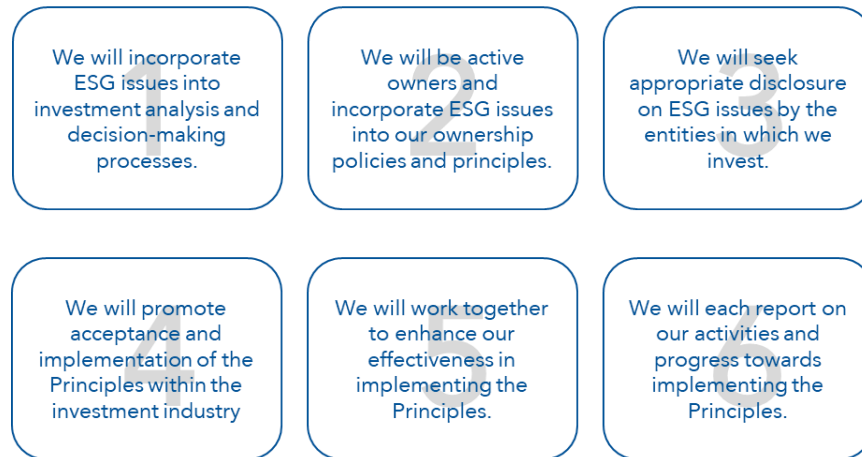 1
We will incorporate
ESG issues into
investment analysis and
decision-making
processes.
2
We will be active
owners and
incorporate ESG issues
into our ownership
policies and principles.
3
We will seek
appropriate disclosure
on ESG issues by the
entities in which we
invest.
4
We will promote
acceptance and
implementation of the
Principles within the
investment industry
5
We will work together
to enhance our
effectiveness in
implementing the
Principles.
6
We will each report on
our activities and
progress towards
implementing the
Principles.